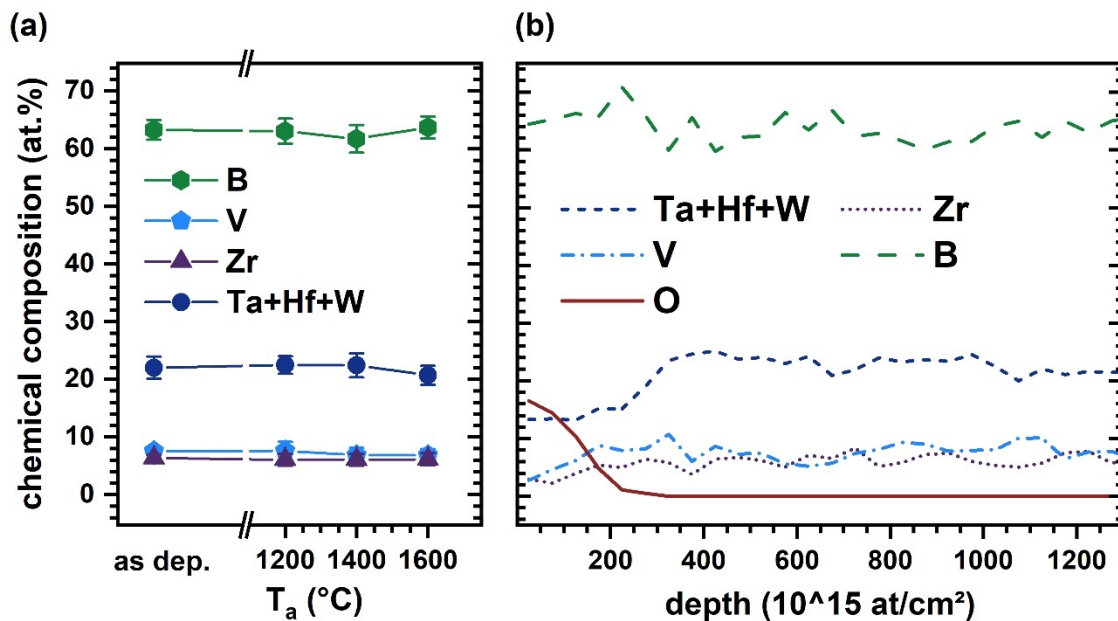 (a)
chemical composition (at.%)
70
60
50
40
30
20
10
0
B
V
Zr
Ta+Hf+W
as dep.
1200
1400
1600
Tₐ (°C)
(b)
Ta+Hf+W
Zr
V
B
O
200
400
600
800
1000
1200
depth (10^15 at/cm²)